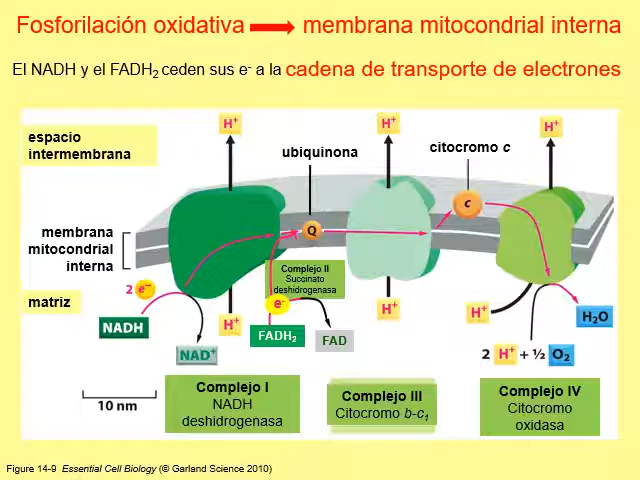 Fosforilación oxidativa membrana mitocondrial interna
El NADH y el FADH2 ceden sus e- a la cadena de transporte de electrones
H+
H+
H+
espacio
intermembrana
ubiquinona
citocromo c
c
Q
membrana
mitocondrial
interna
Complejo II
Succinato
deshidrogenasa
2 e-
e-
matriz
H+
H+
H+
H2O
NADH
FADH2
FAD
NAD+
2 H+ + ½ O2
10 nm
Complejo I
NADH
deshidrogenasa
Complejo III
Citocromo b-c1
Complejo IV
Citocromo
oxidasa
Figure 14-9 Essential Cell Biology (© Garland Science 2010)